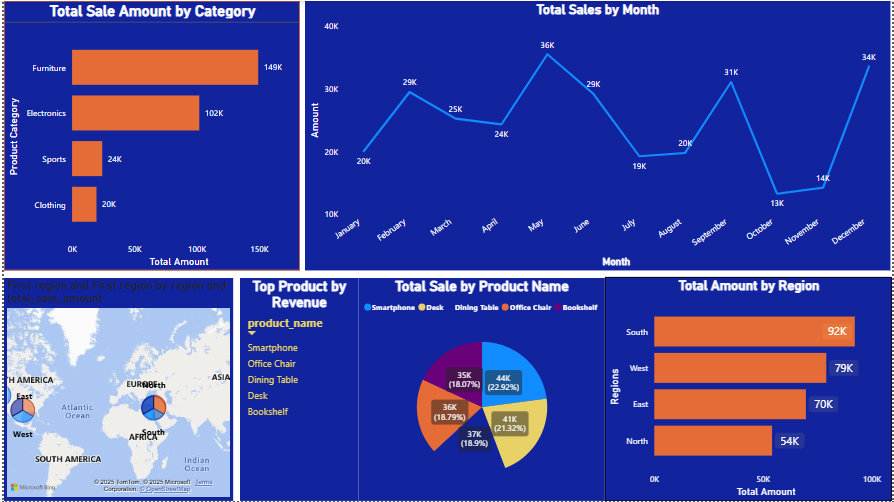 Total Sale Amount by Category
Product Category
Furniture
149K
Electronics
102K
Sports
24K
Clothing
20K
0K
50K
100K
150K
Total Amount
Total Sales by Month
Amount
40K
30K
20K
10K
20K
29K
25K
24K
36K
29K
19K
20K
31K
13K
14K
34K
January
February
March
April
May
June
July
August
September
October
November
December
Month
First region and First region by region and
total_sale_amount
NORTH AMERICA
EUROPE
North
ASIA
East
Atlantic
Ocean
West
South
AFRICA
SOUTH AMERICA
Indian
Ocean
Microsoft Bing
© 2025 TomTom, © 2025 Microsoft Terms
Corporation, © OpenStreetMap
Top Product by
Revenue
product_name
Smartphone
Office Chair
Dining Table
Desk
Bookshelf
Total Sale by Product Name
Smartphone Desk Dining Table Office Chair Bookshelf
35K
(18.07%)
44K
(22.92%)
36K
(18.79%)
41K
(21.32%)
37K
(18.9%)
Total Amount by Region
Regions
South
92K
West
79K
East
70K
North
54K
0K
50K
100K
Total Amount